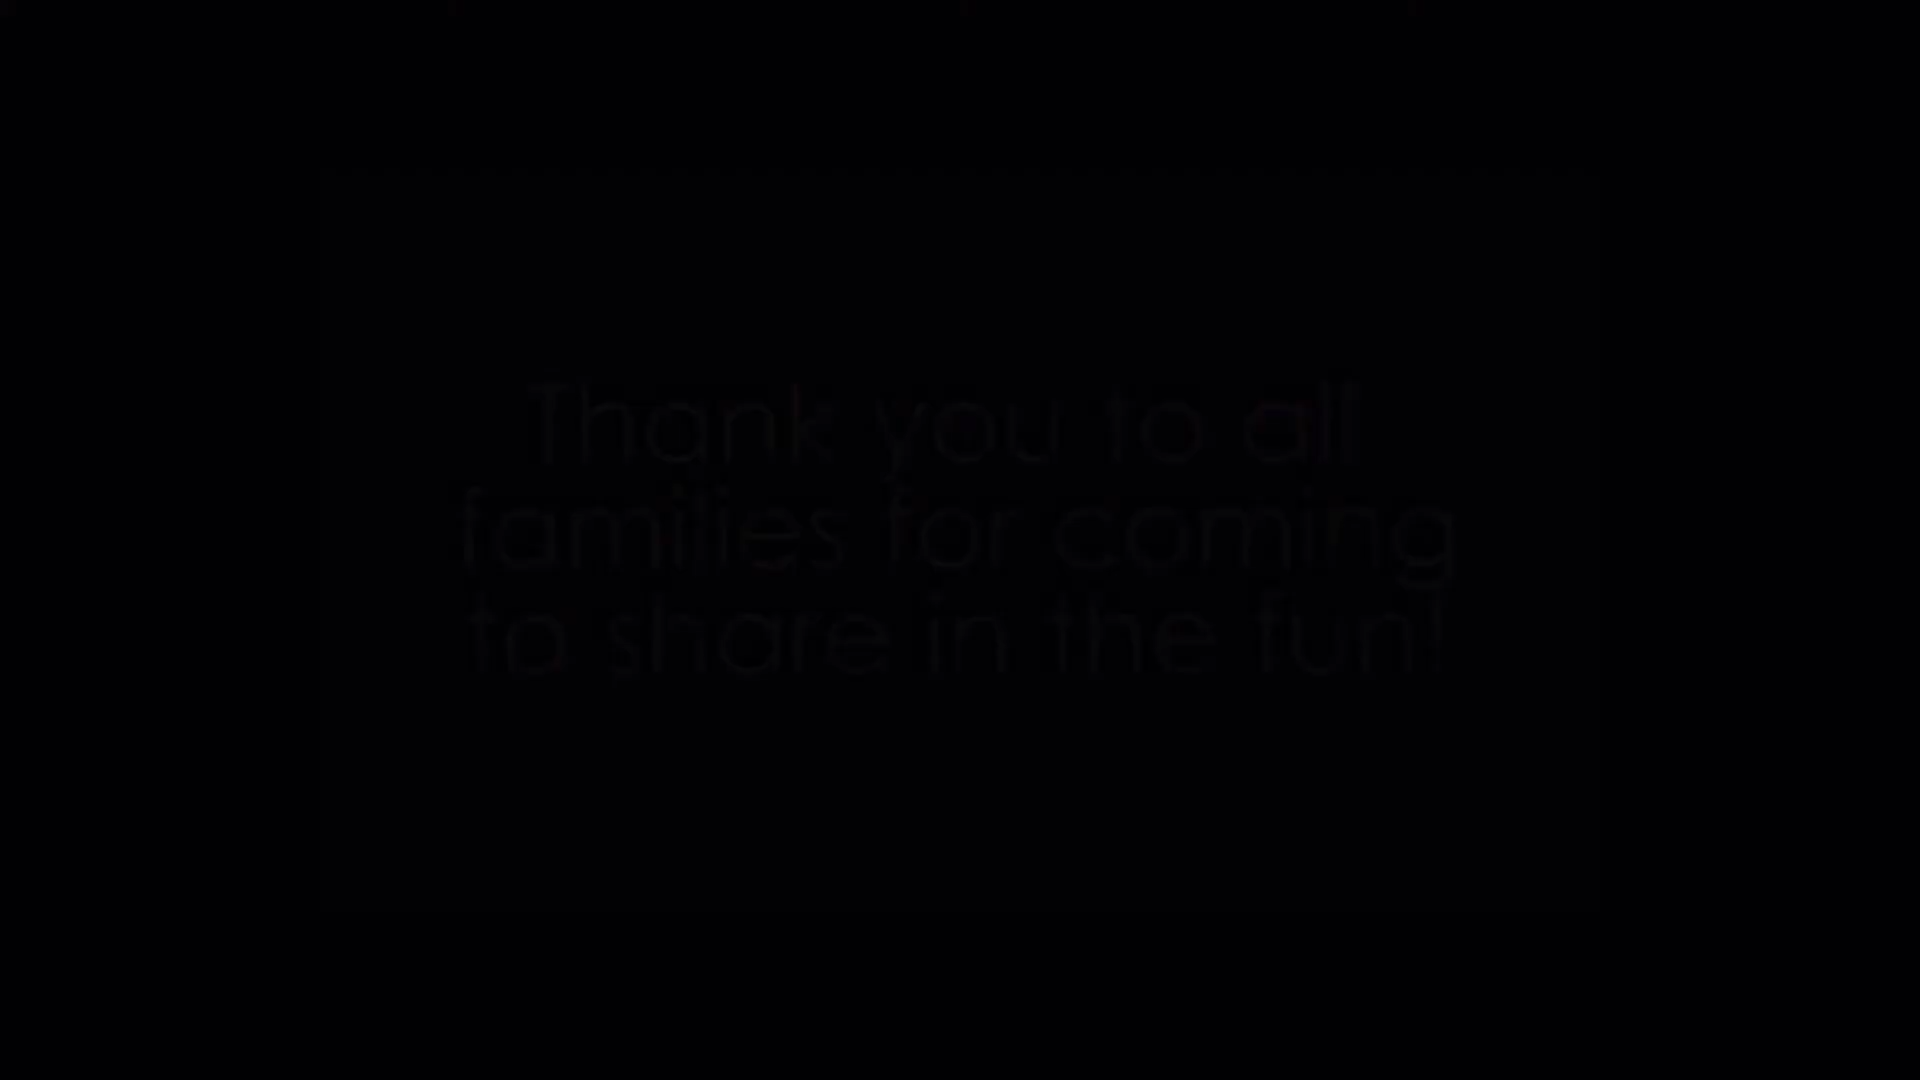 Thank you to all
families for coming
to share in the fun!